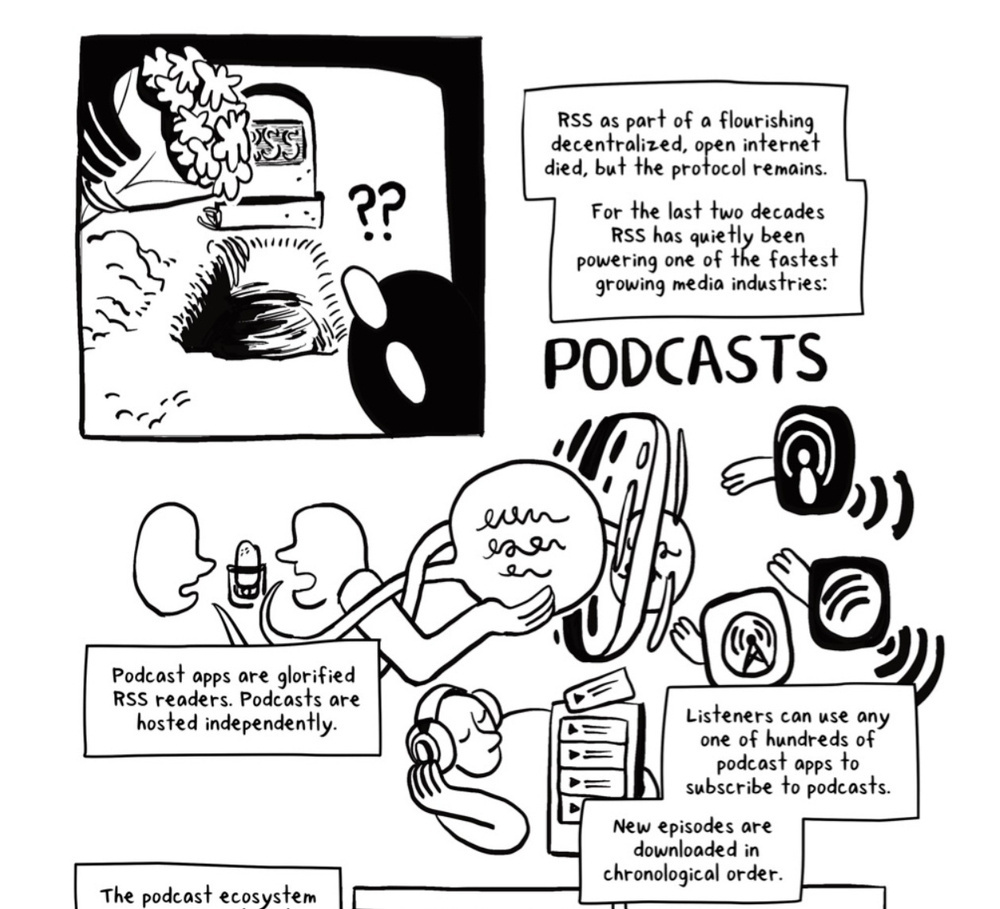 RSS
??
RSS as part of a flourishing
decentralized, open internet
died, but the protocol remains.
For the last two decades
RSS has quietly been
powering one of the fastest
growing media industries:
PODCASTS
Podcast apps are glorified
RSS readers. Podcasts are
hosted independently.
Listeners can use any
one of hundreds of
podcast apps to
subscribe to podcasts.
New episodes are
downloaded in
chronological order.
The podcast ecosystem